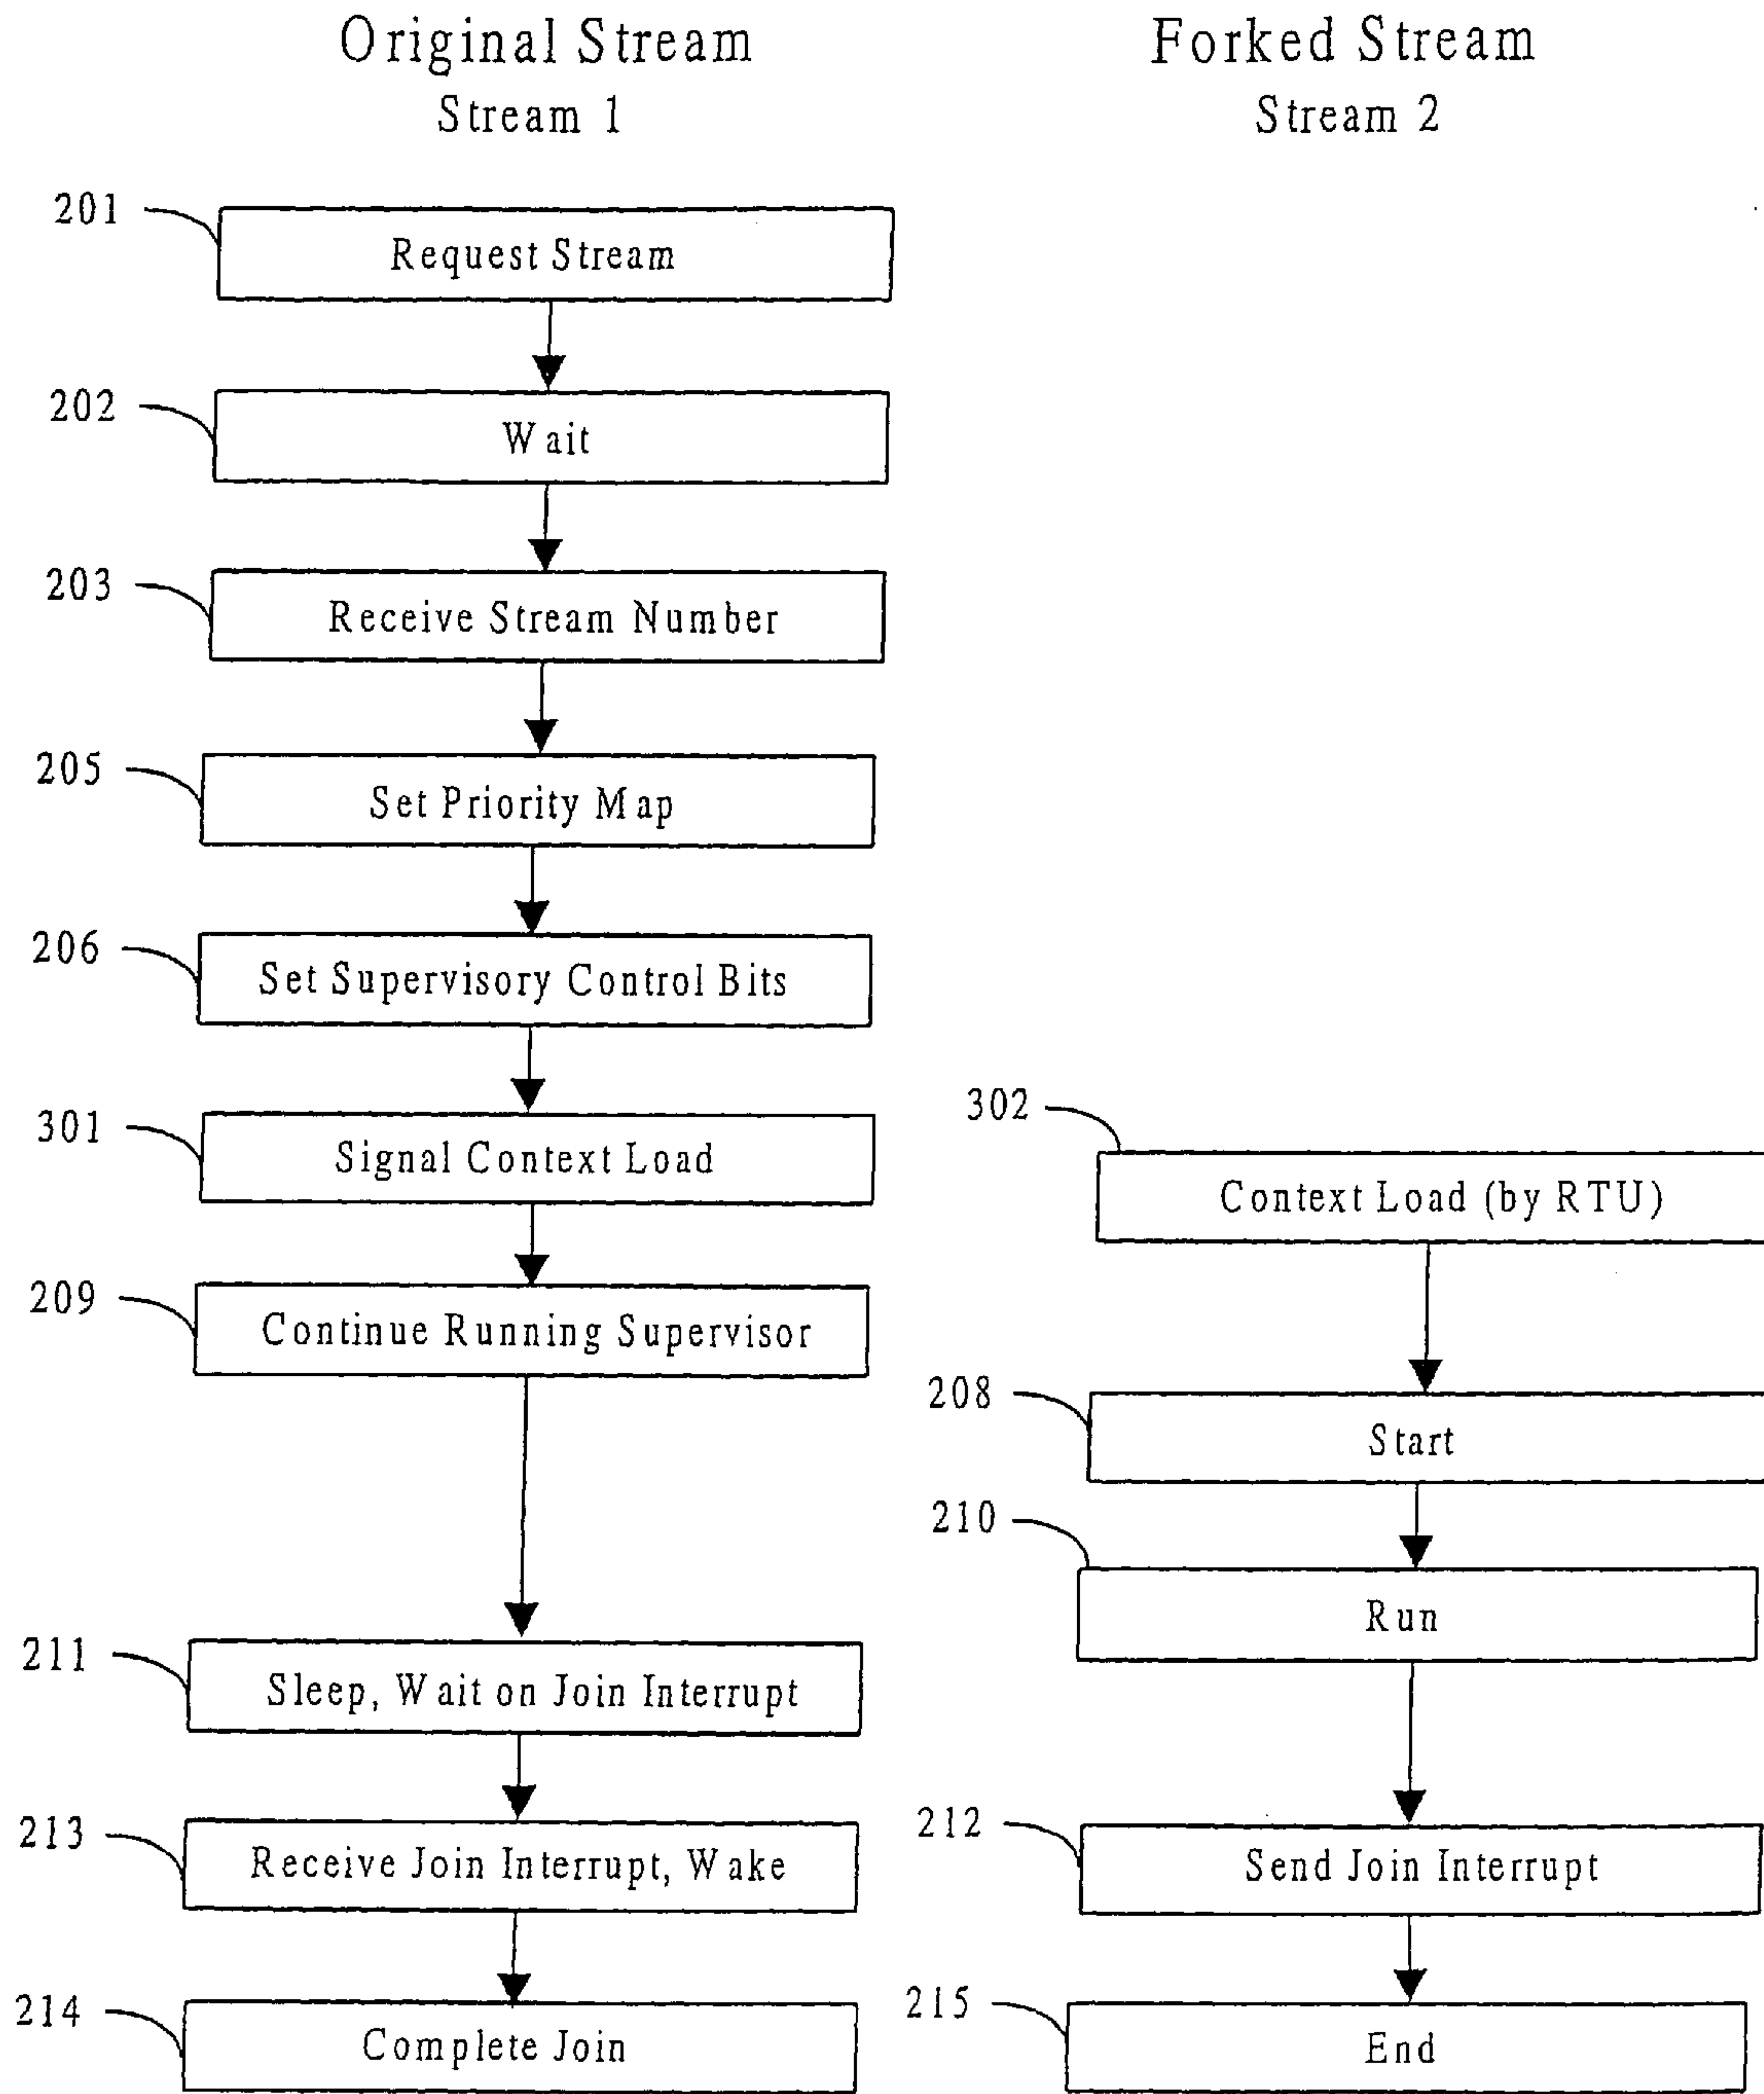 Original Stream
Stream 1
201
Request Stream
202
Wait
203
Receive Stream Number
205
Set Priority Map
206
Set Supervisory Control Bits
301
Signal Context Load
209
Continue Running Supervisor
211
Sleep, Wait on Join Interrupt
213
Receive Join Interrupt, Wake
214
Complete Join
Forked Stream
Stream 2
302
Context Load (by RTU)
208
Start
210
Run
212
Send Join Interrupt
215
End